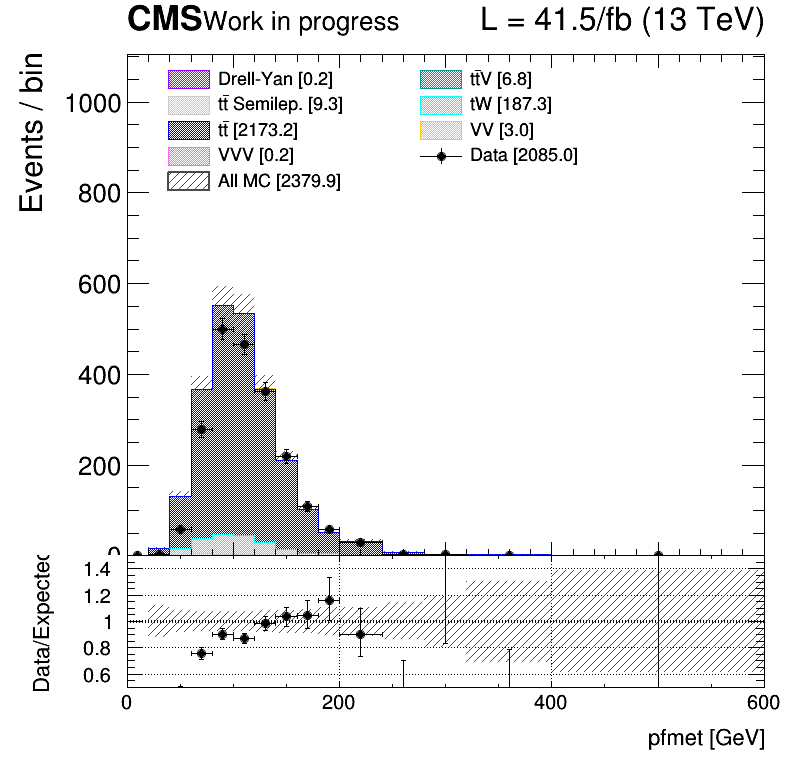 CMS Work in progress L = 41.5/fb (13 TeV)
Events / bin
Drell-Yan [0.2]
tt̄ Semilep. [9.3]
tt̄ [2173.2]
VVV [0.2]
All MC [2379.9]
tt̄V [6.8]
tW [187.3]
VV [3.0]
Data [2085.0]
1000
800
600
400
200
0
Data/Expected
1.4
1.2
1
0.8
0.6
0 200 400 600
pfmet [GeV]